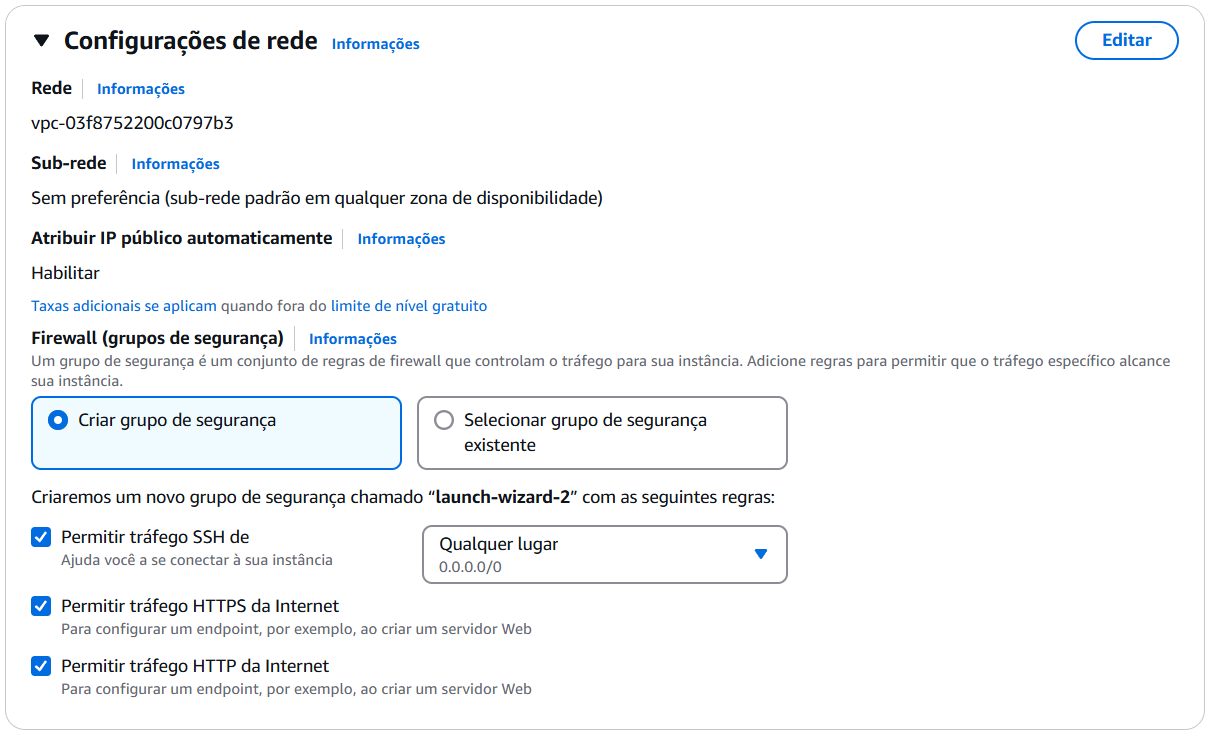 Configurações de rede Informações Editar
Rede Informações
vpc-03f8752200c0797b3
Sub-rede Informações
Sem preferência (sub-rede padrão em qualquer zona de disponibilidade)
Atribuir IP público automaticamente Informações
Habilitar
Taxas adicionais se aplicam quando fora do limite de nível gratuito
Firewall (grupos de segurança) Informações
Um grupo de segurança é um conjunto de regras de firewall que controlam o tráfego para sua instância. Adicione regras para permitir que o tráfego específico alcance
sua instância.
Criar grupo de segurança
Selecionar grupo de segurança
existente
Criaremos um novo grupo de segurança chamado “launch-wizard-2” com as seguintes regras:
Permitir tráfego SSH de
Ajuda você a se conectar à sua instância
Qualquer lugar
0.0.0.0/0
Permitir tráfego HTTPS da Internet
Para configurar um endpoint, por exemplo, ao criar um servidor Web
Permitir tráfego HTTP da Internet
Para configurar um endpoint, por exemplo, ao criar um servidor Web